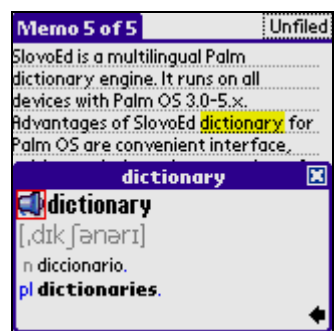 Memo 5 of 5 Unfiled
SlovoEd is a multilingual Palm
dictionary engine. It runs on all
devices with Palm OS 3.0-5.x.
Advantages of SlovoEd dictionary for
Palm OS are convenient interface,
dictionary
dictionary
[ˌdɪkʃənərɪ]
n diccionario.
pl dictionaries.